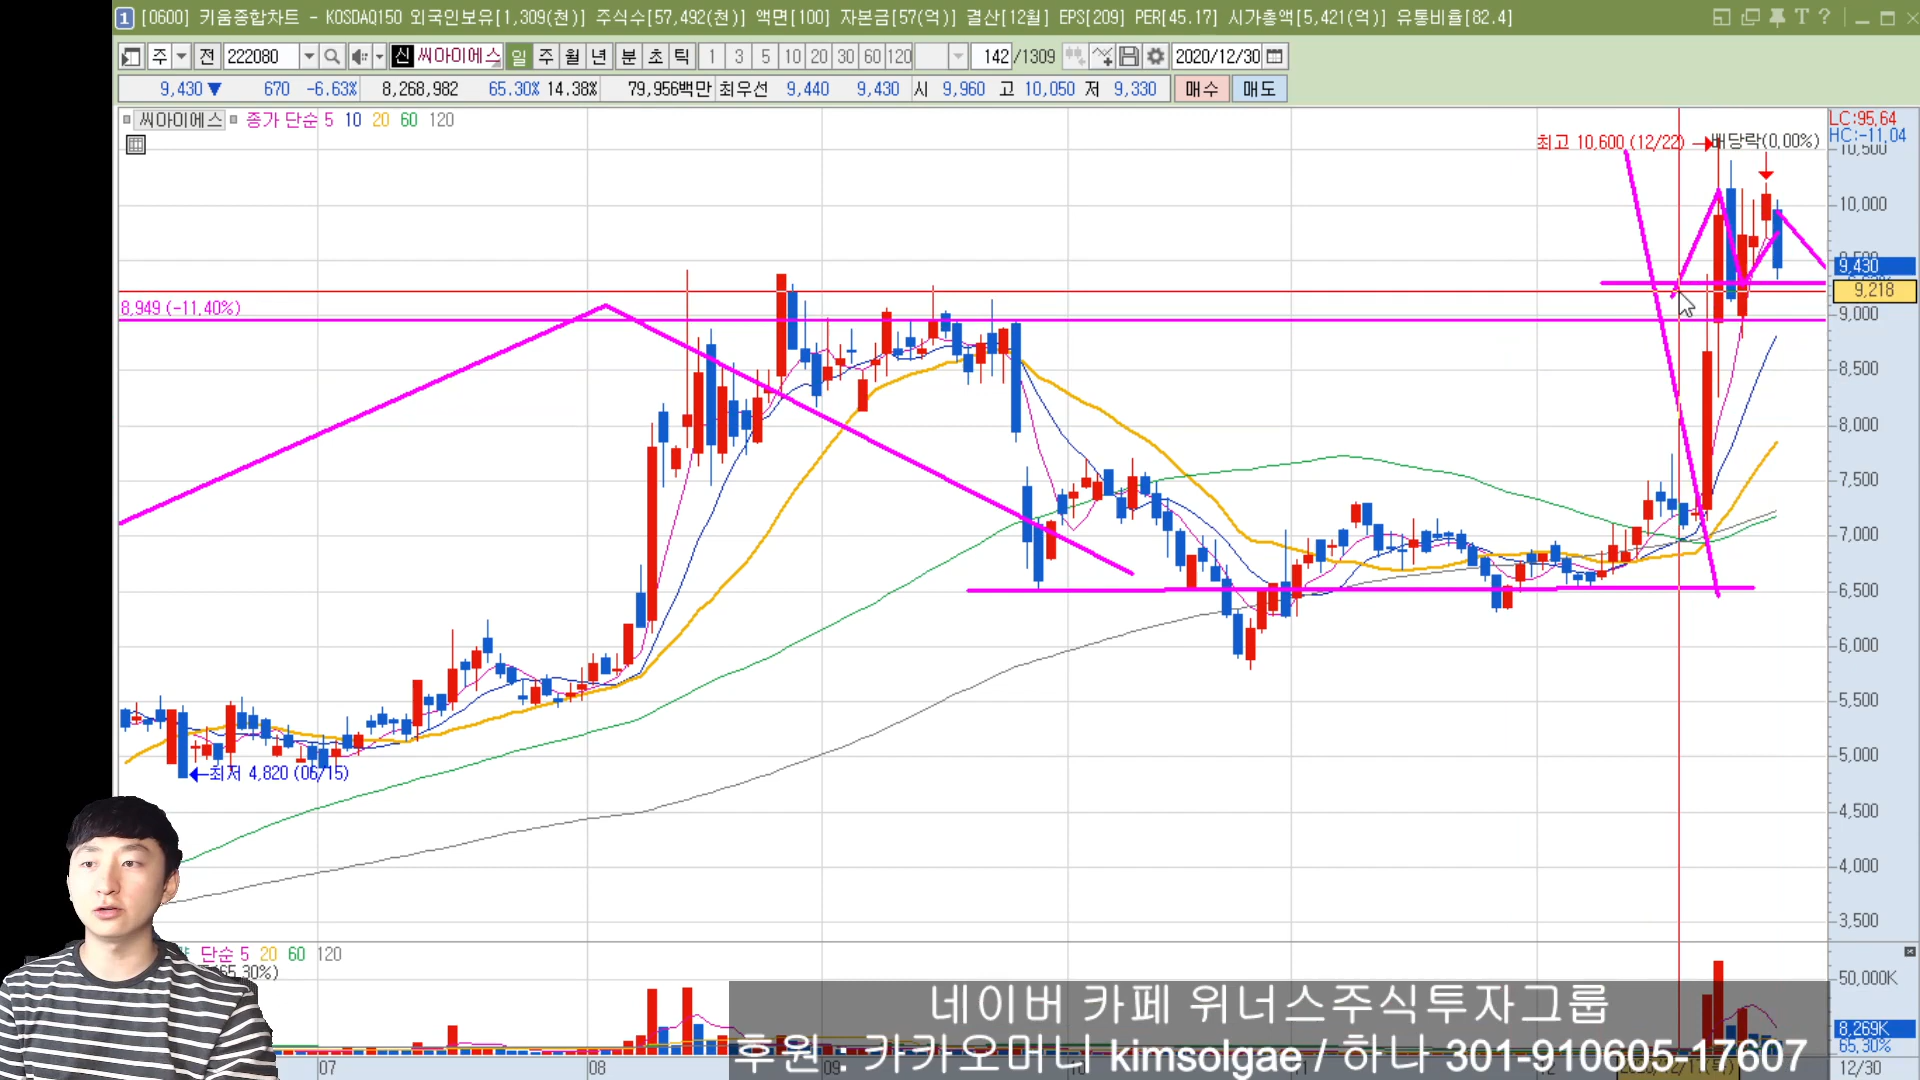 1 [0600] 키움종합차트 - KOSDAQ150 외국인보유[1,309(천)] 주식수[57,492(천)] 액면[100] 자본금[57(억)] 결산[12월] EPS[209] PER[45.17] 시가총액[5,421(억)] 유통비율[82.4]
주 전 222080 신 씨아이에스 일 주 월 년 분 초 틱 1 3 5 10 20 30 60 120 142 /1309 2020/12/30
9,430 ▼ 670 -6.63% 8,268,982 65.30% 14.38% 79,956백만 최우선 9,440 9,430 시 9,960 고 10,050 저 9,330 매수 매도
씨아이에스 종가 단순 5 10 20 60 120
LC:95,64
HC:-11,04
최고 10,600 (12/22) 배당락(0,00%)
10,500
10,000
9,430
9,218
8,949 (-11,40%)
9,000
8,500
8,000
7,500
7,000
6,500
6,000
5,500
5,000
최저 4,820 (06/15)
4,500
4,000
3,500
단순 5 20 60 120
(65,30%)
50,000K
네이버 카페 위너스주식투자그룹
8,269K
65,30%
후원 : 카카오머니 kimsolgae / 하나 301-910605-17607
07 08 09 12/30